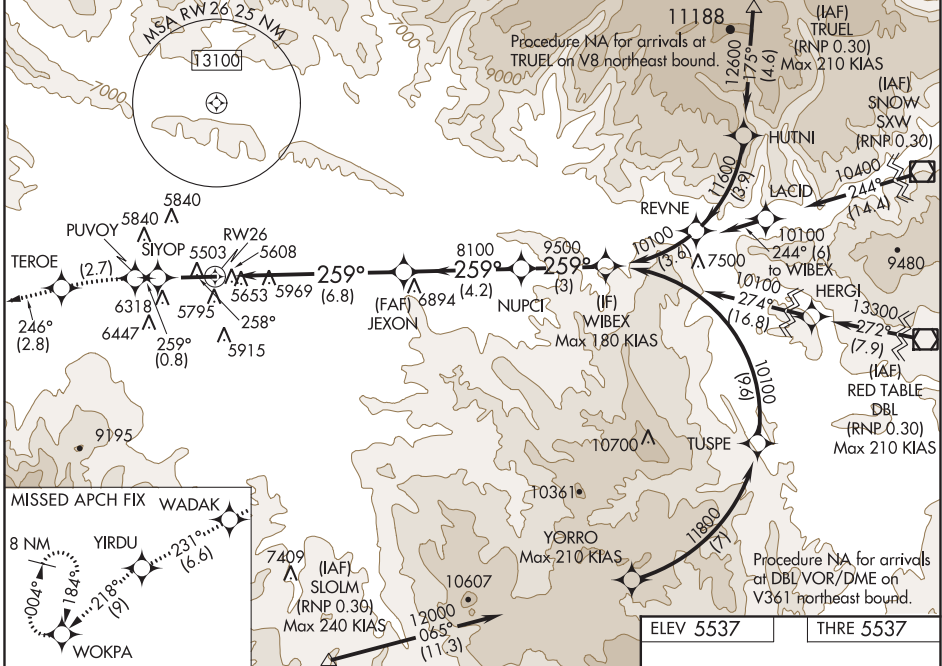 MSA RW26 25 NM
13100
7000
7000
9000
11188
Procedure NA for arrivals at
TRUEL on V8 northeast bound.
12600
175°
(4.6)
(IAF)
TRUEL
(RNP 0.30)
Max 210 KIAS
(IAF)
SNOW
SXW
(RNP 0.30)
HUTNI
11600
(3.9)
LACID
10400
244°
(14.4)
REVNE
10100
(3.6)
10100
244° (6)
to WIBEX
7500
9480
HERGI
10100
274°
(16.8)
13300
272°
(7.9)
(IAF)
RED TABLE
DBL
(RNP 0.30)
Max 210 KIAS
5840
5840
PUVOY
SIYOP
5503
RW26
5608
TEROE
(2.7)
5653
5969
259°
(6.8)
8100
259°
(4.2)
9500
259°
(3)
(FAF)
JEXON
6894
NUPCI
(IF)
WIBEX
Max 180 KIAS
246°
(2.8)
6318
6447
259°
(0.8)
5795
258°
5915
10100
(9.6)
9195
10700
TUSPE
10361
11800
(7)
YORRO
Max 210 KIAS
MISSED APCH FIX
WADAK
8 NM
YIRDU
231°
(6.6)
004°
184°
218°
(9)
WOKPA
7409
(IAF)
SLOLM
(RNP 0.30)
Max 240 KIAS
10607
12000
065°
(11.3)
Procedure NA for arrivals
at DBL VOR/DME on
V361 northeast bound.
ELEV 5537
THRE 5537